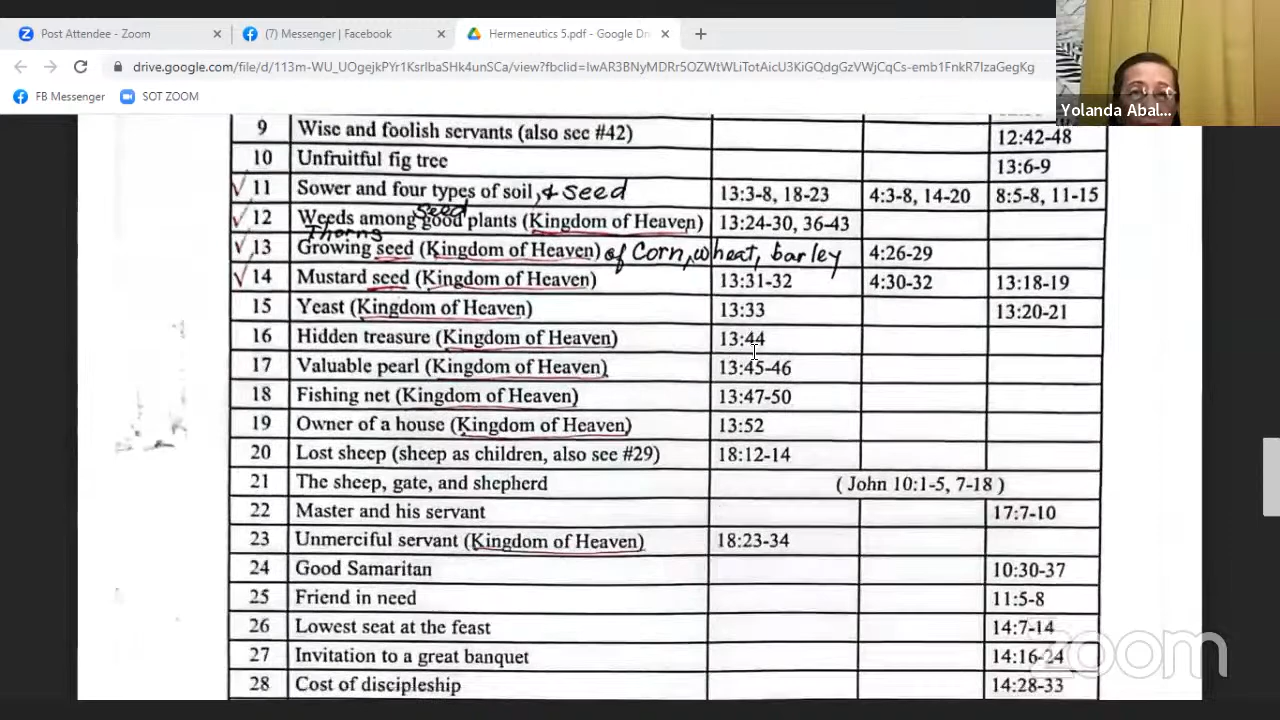 Post Attendee - Zoom
(7) Messenger | Facebook
Hermeneutics 5.pdf - Google Dri
drive.google.com/file/d/113m-WU_UOgakPYr1KsrlbaSHk4unSCa/view?fbclid=IwAR3BNyMDRr5OZWtWLiTotAicU3KiGQdgGzVWjCqCs-emb1FnkR7IzaGegKg
FB Messenger
SOT ZOOM
Yolanda Abal...
9 Wise and foolish servants (also see #42) 12:42-48
10 Unfruitful fig tree 13:6-9
11 Sower and four types of soil, & seed 13:3-8, 18-23 4:3-8, 14-20 8:5-8, 11-15
seed
12 Weeds among good plants (Kingdom of Heaven) 13:24-30, 36-43
Thorns
13 Growing seed (Kingdom of Heaven) of Corn, wheat, barley 4:26-29
14 Mustard seed (Kingdom of Heaven) 13:31-32 4:30-32 13:18-19
15 Yeast (Kingdom of Heaven) 13:33 13:20-21
16 Hidden treasure (Kingdom of Heaven) 13:44
17 Valuable pearl (Kingdom of Heaven) 13:45-46
18 Fishing net (Kingdom of Heaven) 13:47-50
19 Owner of a house (Kingdom of Heaven) 13:52
20 Lost sheep (sheep as children, also see #29) 18:12-14
21 The sheep, gate, and shepherd ( John 10:1-5, 7-18 )
22 Master and his servant 17:7-10
23 Unmerciful servant (Kingdom of Heaven) 18:23-34
24 Good Samaritan 10:30-37
25 Friend in need 11:5-8
26 Lowest seat at the feast 14:7-14
27 Invitation to a great banquet 14:16-24
28 Cost of discipleship 14:28-33
zoom